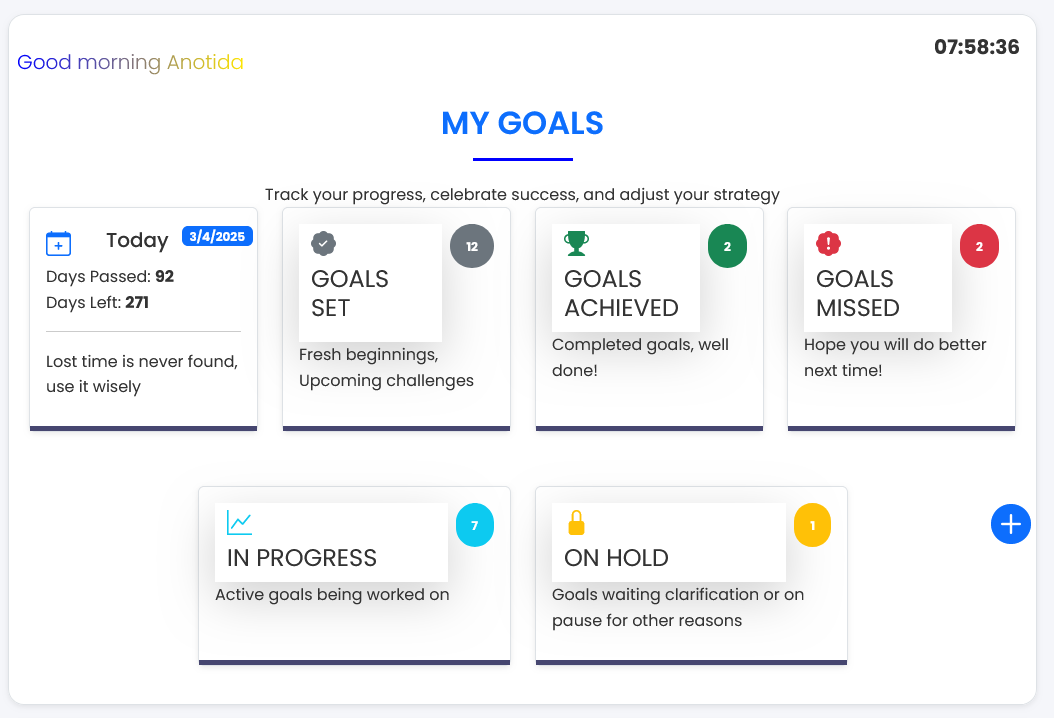 Good morning Anotida
07:58:36
MY GOALS
Track your progress, celebrate success, and adjust your strategy
Today
3/4/2025
Days Passed: 92
Days Left: 271
Lost time is never found,
use it wisely
12
GOALS
SET
Fresh beginnings,
Upcoming challenges
2
GOALS
ACHIEVED
Completed goals, well
done!
2
GOALS
MISSED
Hope you will do better
next time!
7
IN PROGRESS
Active goals being worked on
1
ON HOLD
Goals waiting clarification or on
pause for other reasons